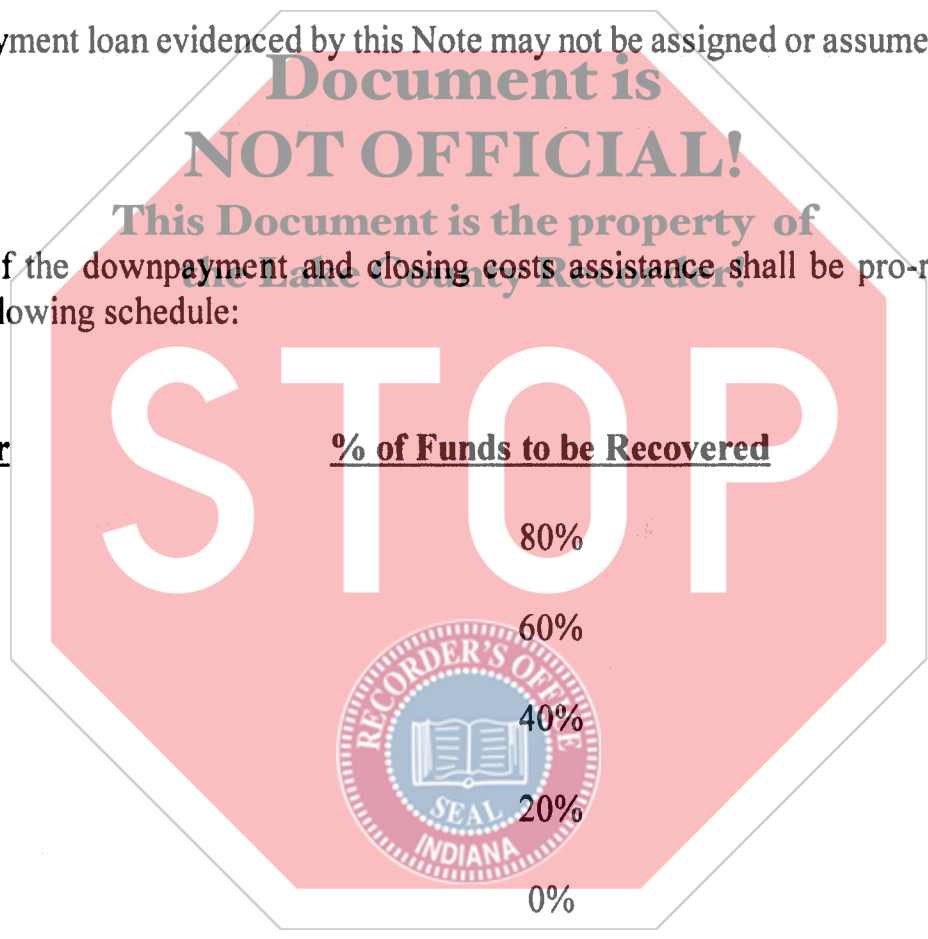 yment loan evidenced by this Note may not be assigned or assume
Document is
NOT OFFICIAL!
This Document is the property of
the Lake County Recorder!
f the downpayment and closing costs assistance shall be pro-r
lowing schedule:
STOP
r
% of Funds to be Recovered
80%
60%
40%
20%
0%
RECORDER'S OFFICE
SEAL
INDIANA